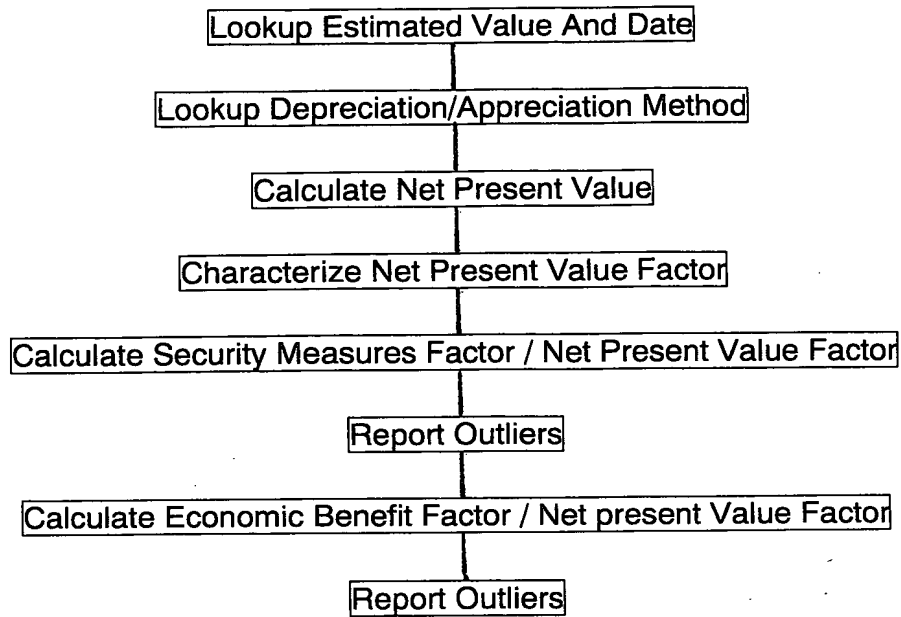 Lookup Estimated Value And Date
Lookup Depreciation/Appreciation Method
Calculate Net Present Value
Characterize Net Present Value Factor
Calculate Security Measures Factor / Net Present Value Factor
Report Outliers
Calculate Economic Benefit Factor / Net present Value Factor
Report Outliers